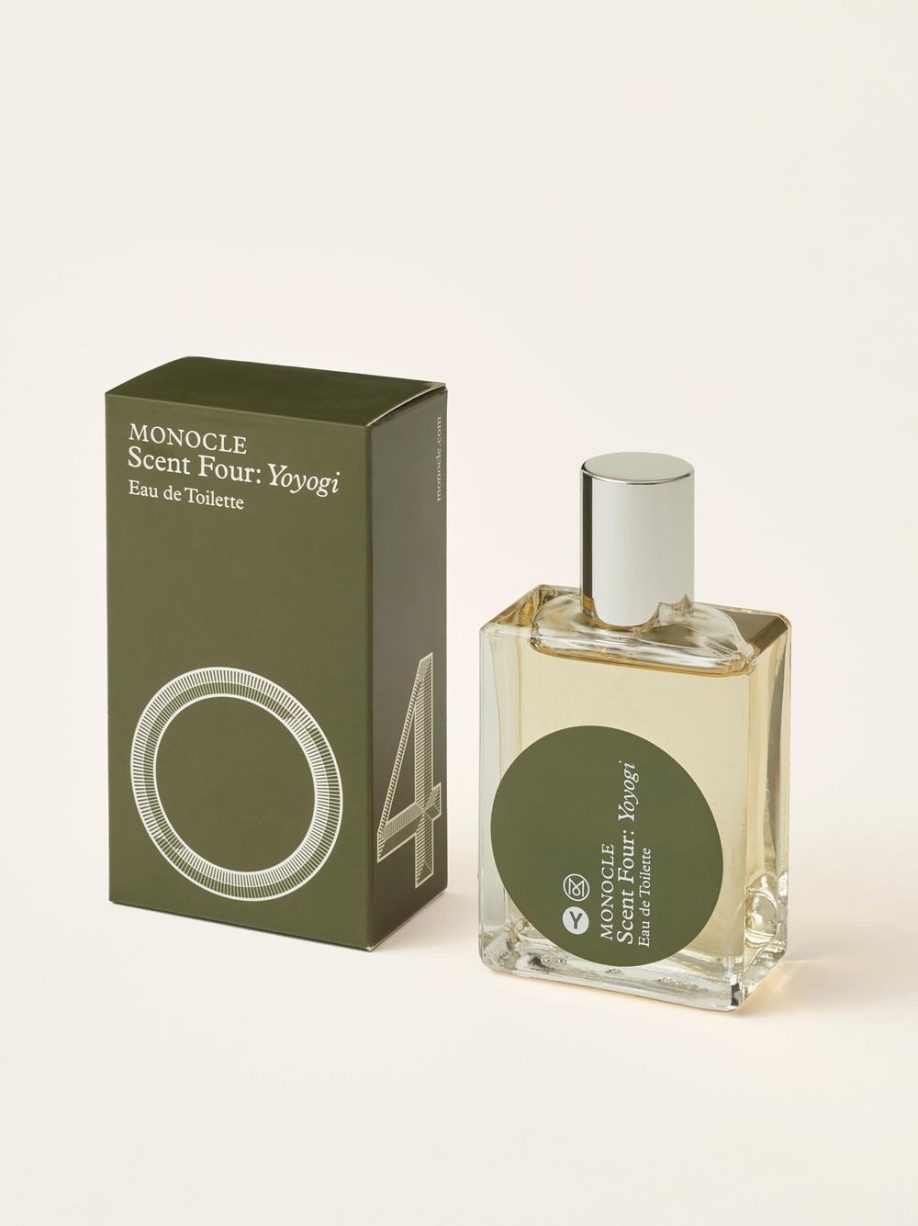 MONOCLE
Scent Four: Yoyogi
Eau de Toilette
monocle.com
04
Y
MONOCLE
Scent Four: Yoyogi
Eau de Toilette